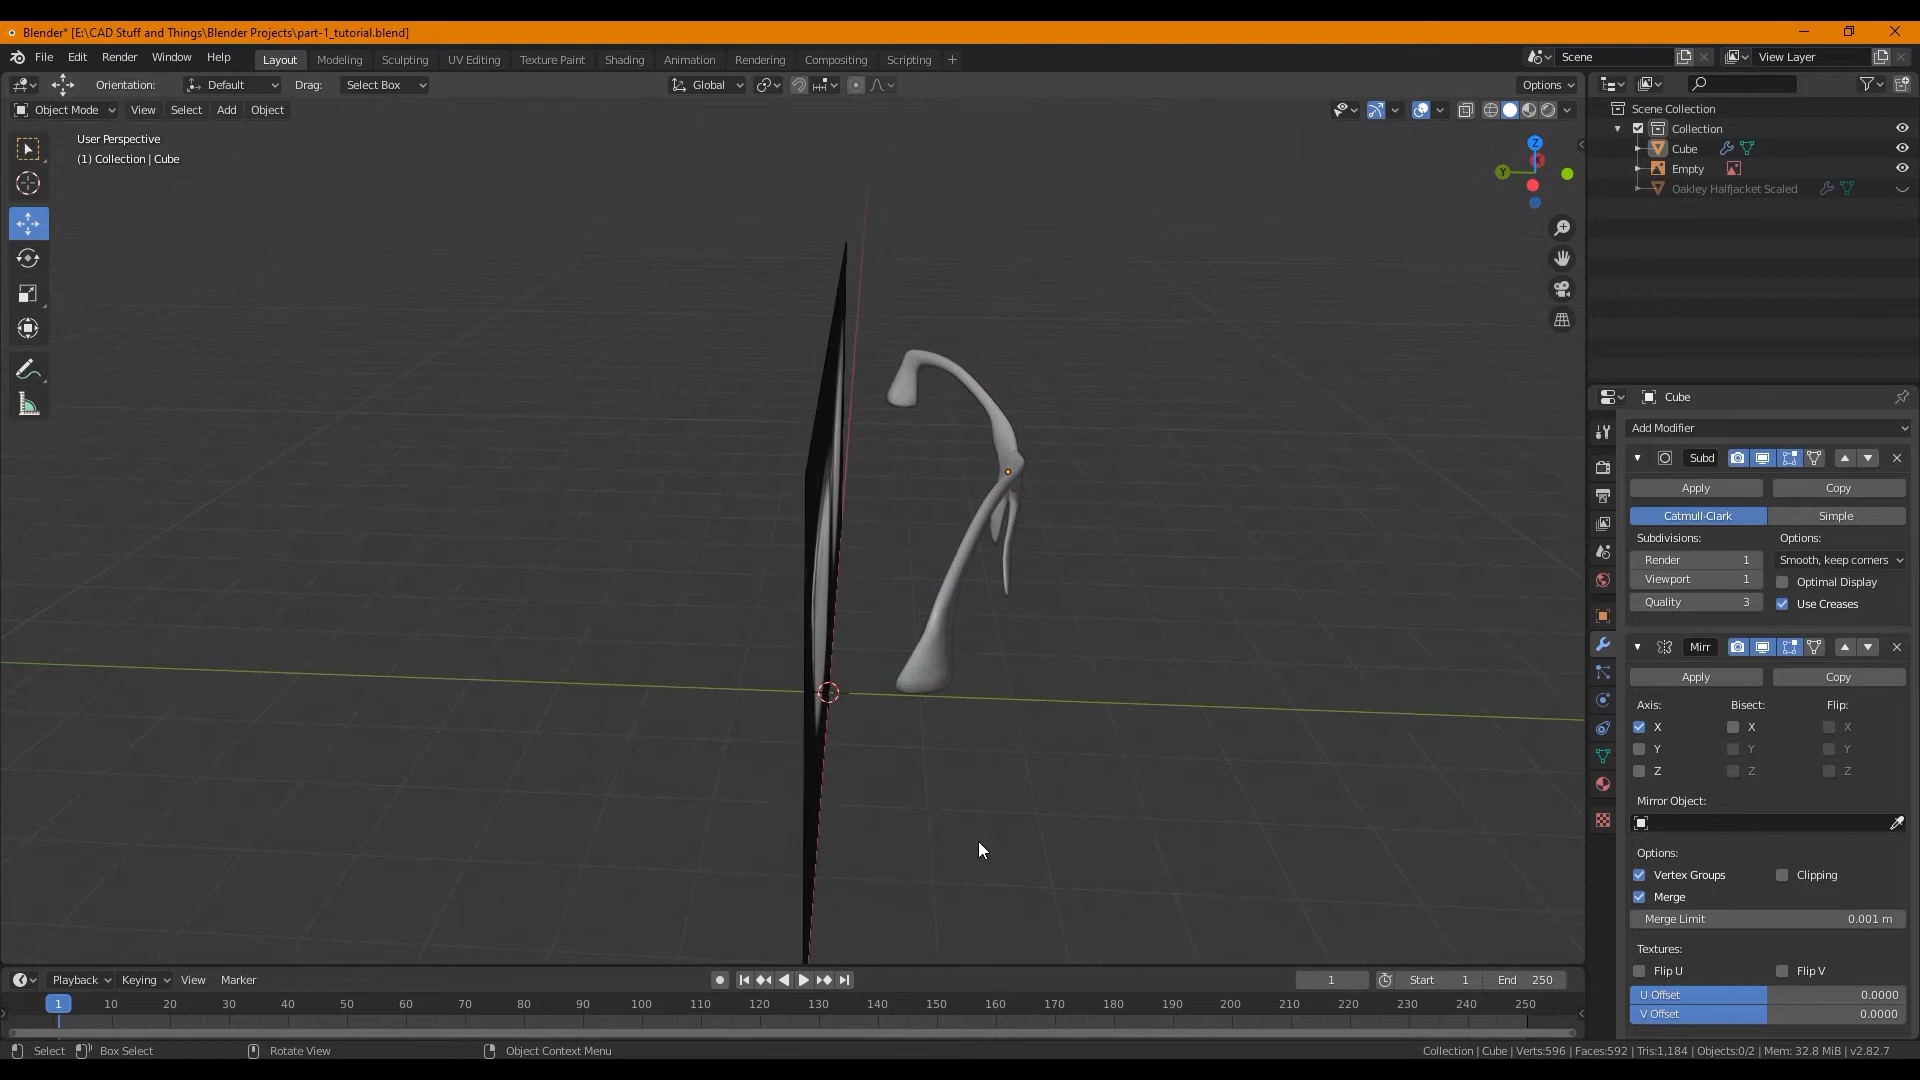 Blender* [E:\CAD Stuff and Things\Blender Projects\part-1_tutorial.blend]
File Edit Render Window Help Layout Modeling Sculpting UV Editing Texture Paint Shading Animation Rendering Compositing Scripting Scene View Layer
Orientation: Default Drag: Select Box Global Options
Object Mode View Select Add Object
User Perspective
(1) Collection | Cube
Z
X
Y
Scene Collection
Collection
Cube
Empty
Oakley Halfjacket Scaled
Cube
Add Modifier
Subd
Apply Copy
Catmull-Clark Simple
Subdivisions: Options:
Render 1 Smooth, keep corners
Viewport 1 Optimal Display
Quality 3 Use Creases
Mirr
Apply Copy
Axis: Bisect: Flip:
X X X
Y Y Y
Z Z Z
Mirror Object:
Options:
Vertex Groups Clipping
Merge
Merge Limit 0.001 m
Textures:
Flip U Flip V
U Offset 0.0000
V Offset 0.0000
Playback Keying View Marker 1 Start 1 End 250
1 10 20 30 40 50 60 70 80 90 100 110 120 130 140 150 160 170 180 190 200 210 220 230 240 250
Select Box Select Rotate View Object Context Menu Collection | Cube | Verts:596 | Faces:592 | Tris:1,184 | Objects:0/2 | Mem: 32.8 MiB | v2.82.7